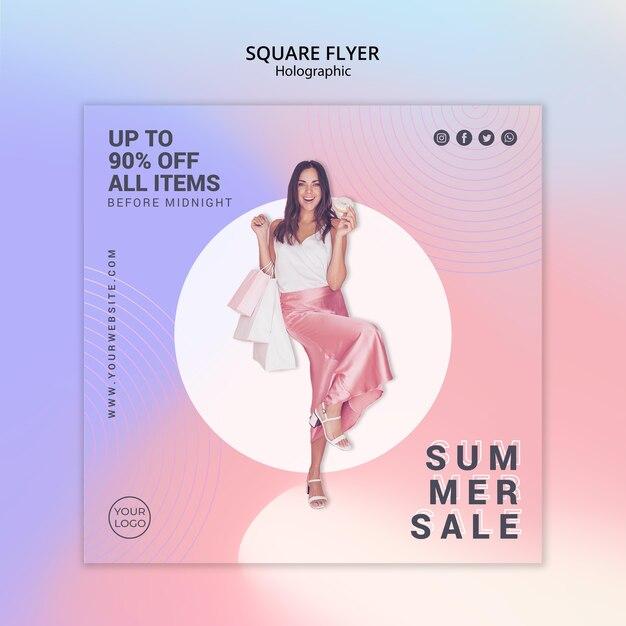 SQUARE FLYER
Holographic
UP TO
90% OFF
ALL ITEMS
BEFORE MIDNIGHT
WWW.YOURWEBSITE.COM
SUM
MER
SALE
YOUR
LOGO